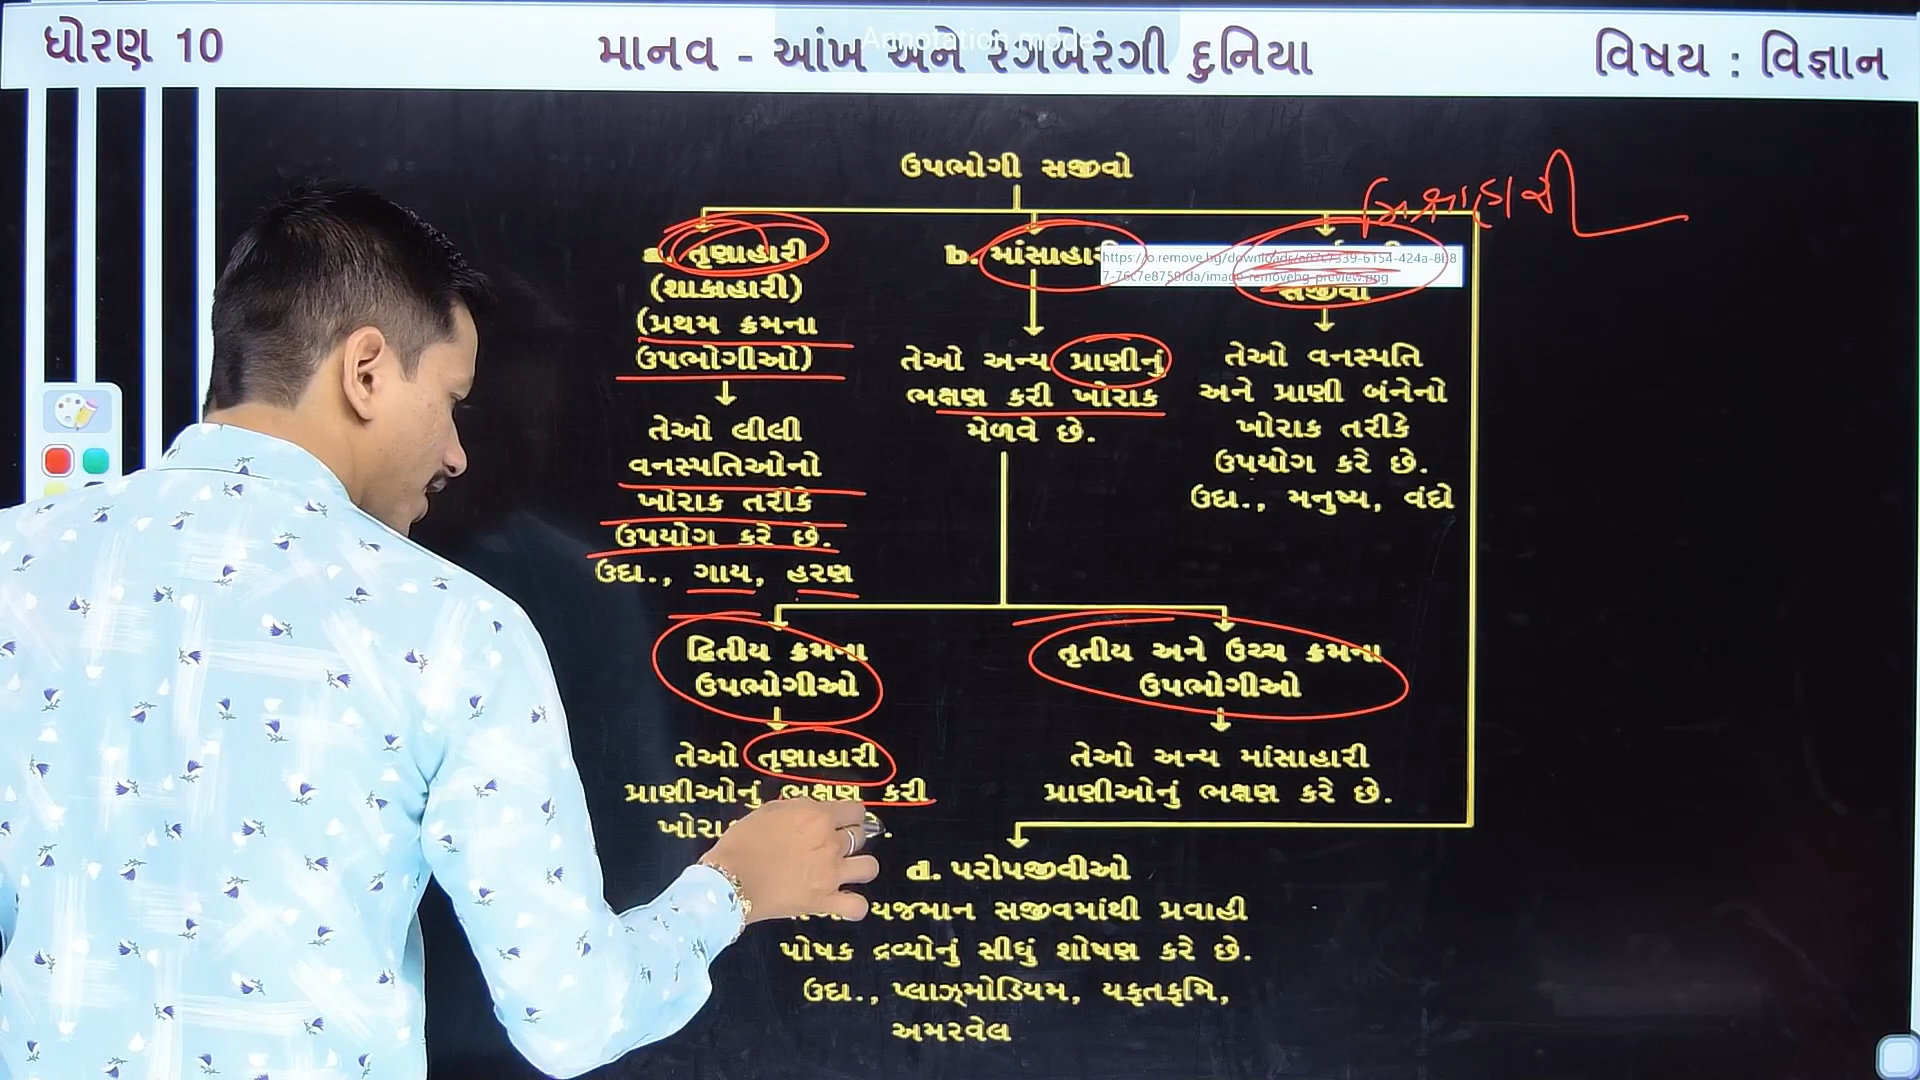 ધોરણ 10
માનવ - આંખ અને રંગબેરંગી દુનિયા
વિષય : વિજ્ઞાન
Annotation mode
ઉપભોગી સજીવો
a. તૃણાહારી
(શાકાહારી)
(પ્રથમ ક્રમના
ઉપભોગીઓ)
તેઓ લીલી
વનસ્પતિઓનો
ખોરાક તરીકે
ઉપયોગ કરે છે.
ઉદા., ગાય, હરણ
b. માંસાહારી
તેઓ અન્ય પ્રાણીનું
ભક્ષણ કરી ખોરાક
મેળવે છે.
મિશ્રાહારી
સજીવો
તેઓ વનસ્પતિ
અને પ્રાણી બંનેનો
ખોરાક તરીકે
ઉપયોગ કરે છે.
ઉદા., મનુષ્ય, વંદો
દ્વિતીય ક્રમના
ઉપભોગીઓ
તેઓ તૃણાહારી
પ્રાણીઓનું ભક્ષણ કરી
તૃતીય અને ઉચ્ચ ક્રમના
ઉપભોગીઓ
તેઓ અન્ય માંસાહારી
પ્રાણીઓનું ભક્ષણ કરે છે.
d. પરોપજીવીઓ
યજમાન સજીવમાંથી પ્રવાહી
પોષક દ્રવ્યોનું સીધું શોષણ કરે છે.
ઉદા., પ્લાઝ્મોડિયમ, યકૃતકૃમિ,
અમરવેલ